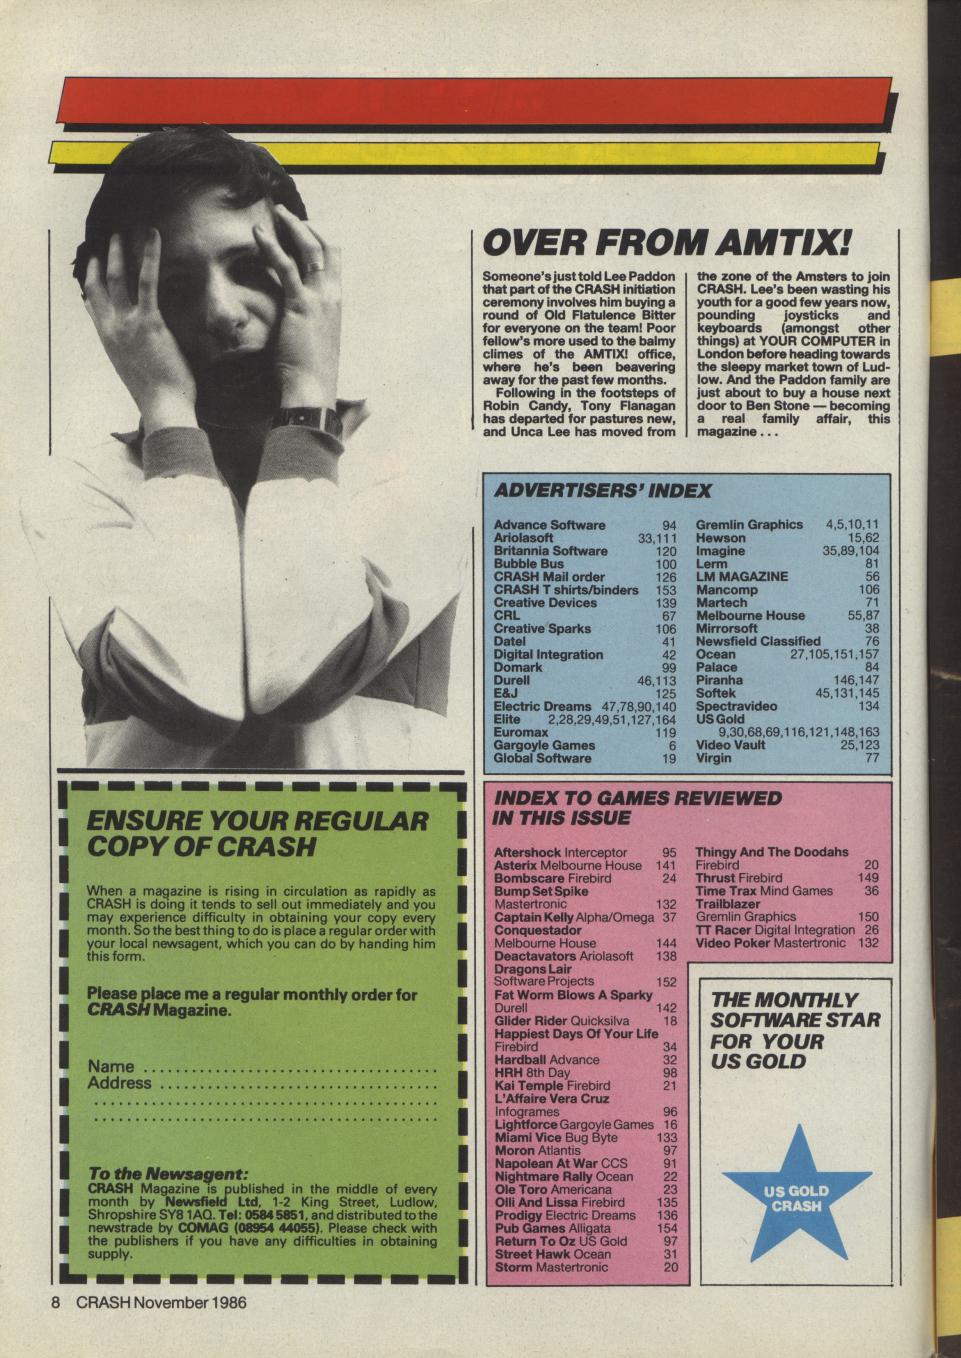 OVER FROM AMTIX!
Someone's just told Lee Paddon
that part of the CRASH initiation
ceremony involves him buying a
round of Old Flatulence Bitter
for everyone on the team! Poor
fellow's more used to the balmy
climes of the AMTIX! office,
where he's been beavering
away for the past few months.
Following in the footsteps of
Robin Candy, Tony Flanagan
has departed for pastures new,
and Unca Lee has moved from
the zone of the Amsters to join
CRASH. Lee's been wasting his
youth for a good few years now,
pounding joysticks and
keyboards (amongst other
things) at YOUR COMPUTER in
London before heading towards
the sleepy market town of Lud-
low. And the Paddon family are
just about to buy a house next
door to Ben Stone — becoming
a real family affair, this
magazine . . .
ADVERTISERS' INDEX
Advance Software 94
Ariolasoft 33,111
Britannia Software 120
Bubble Bus 100
CRASH Mail order 126
CRASH T shirts/binders 153
Creative Devices 139
CRL 67
Creative Sparks 106
Datel 41
Digital Integration 42
Domark 99
Durell 46,113
E&J 125
Electric Dreams 47,78,90,140
Elite 2,28,29,49,51,127,164
Euromax 119
Gargoyle Games 6
Global Software 19
Gremlin Graphics 4,5,10,11
Hewson 15,62
Imagine 35,89,104
Lerm 81
LM MAGAZINE 56
Mancomp 106
Martech 71
Melbourne House 55,87
Mirrorsoft 38
Newsfield Classified 76
Ocean 27,105,151,157
Palace 84
Piranha 146,147
Softek 45,131,145
Spectravideo 134
US Gold
9,30,68,69,116,121,148,163
Video Vault 25,123
Virgin 77
ENSURE YOUR REGULAR
COPY OF CRASH
When a magazine is rising in circulation as rapidly as
CRASH is doing it tends to sell out immediately and you
may experience difficulty in obtaining your copy every
month. So the best thing to do is place a regular order with
your local newsagent, which you can do by handing him
this form.
Please place me a regular monthly order for
CRASH Magazine.
Name ....................................
Address ..................................
..........................................
..........................................
To the Newsagent:
CRASH Magazine is published in the middle of every
month by Newsfield Ltd, 1-2 King Street, Ludlow,
Shropshire SY8 1AQ. Tel: 0584 5851, and distributed to the
newstrade by COMAG (08954 44055). Please check with
the publishers if you have any difficulties in obtaining
supply.
INDEX TO GAMES REVIEWED
IN THIS ISSUE
Aftershock Interceptor 95
Asterix Melbourne House 141
Bombscare Firebird 24
Bump Set Spike
Mastertronic 132
Captain Kelly Alpha/Omega 37
Conquestador
Melbourne House 144
Deactavators Ariolasoft 138
Dragons Lair
Software Projects 152
Fat Worm Blows A Sparky
Durell 142
Glider Rider Quicksilva 18
Happiest Days Of Your Life
Firebird 34
Hardball Advance 32
HRH 8th Day 98
Kai Temple Firebird 21
L'Affaire Vera Cruz
Infogrames 96
Lightforce Gargoyle Games 16
Miami Vice Bug Byte 133
Moron Atlantis 97
Napolean At War CCS 91
Nightmare Rally Ocean 22
Ole Toro Americana 23
Olli And Lissa Firebird 135
Prodigy Electric Dreams 136
Pub Games Alligata 154
Return To Oz US Gold 97
Street Hawk Ocean 31
Storm Mastertronic 20
Thingy And The Doodahs
Firebird 20
Thrust Firebird 149
Time Trax Mind Games 36
Trailblazer
Gremlin Graphics 150
TT Racer Digital Integration 26
Video Poker Mastertronic 132
THE MONTHLY
SOFTWARE STAR
FOR YOUR
US GOLD
US GOLD
CRASH
8 CRASH November 1986